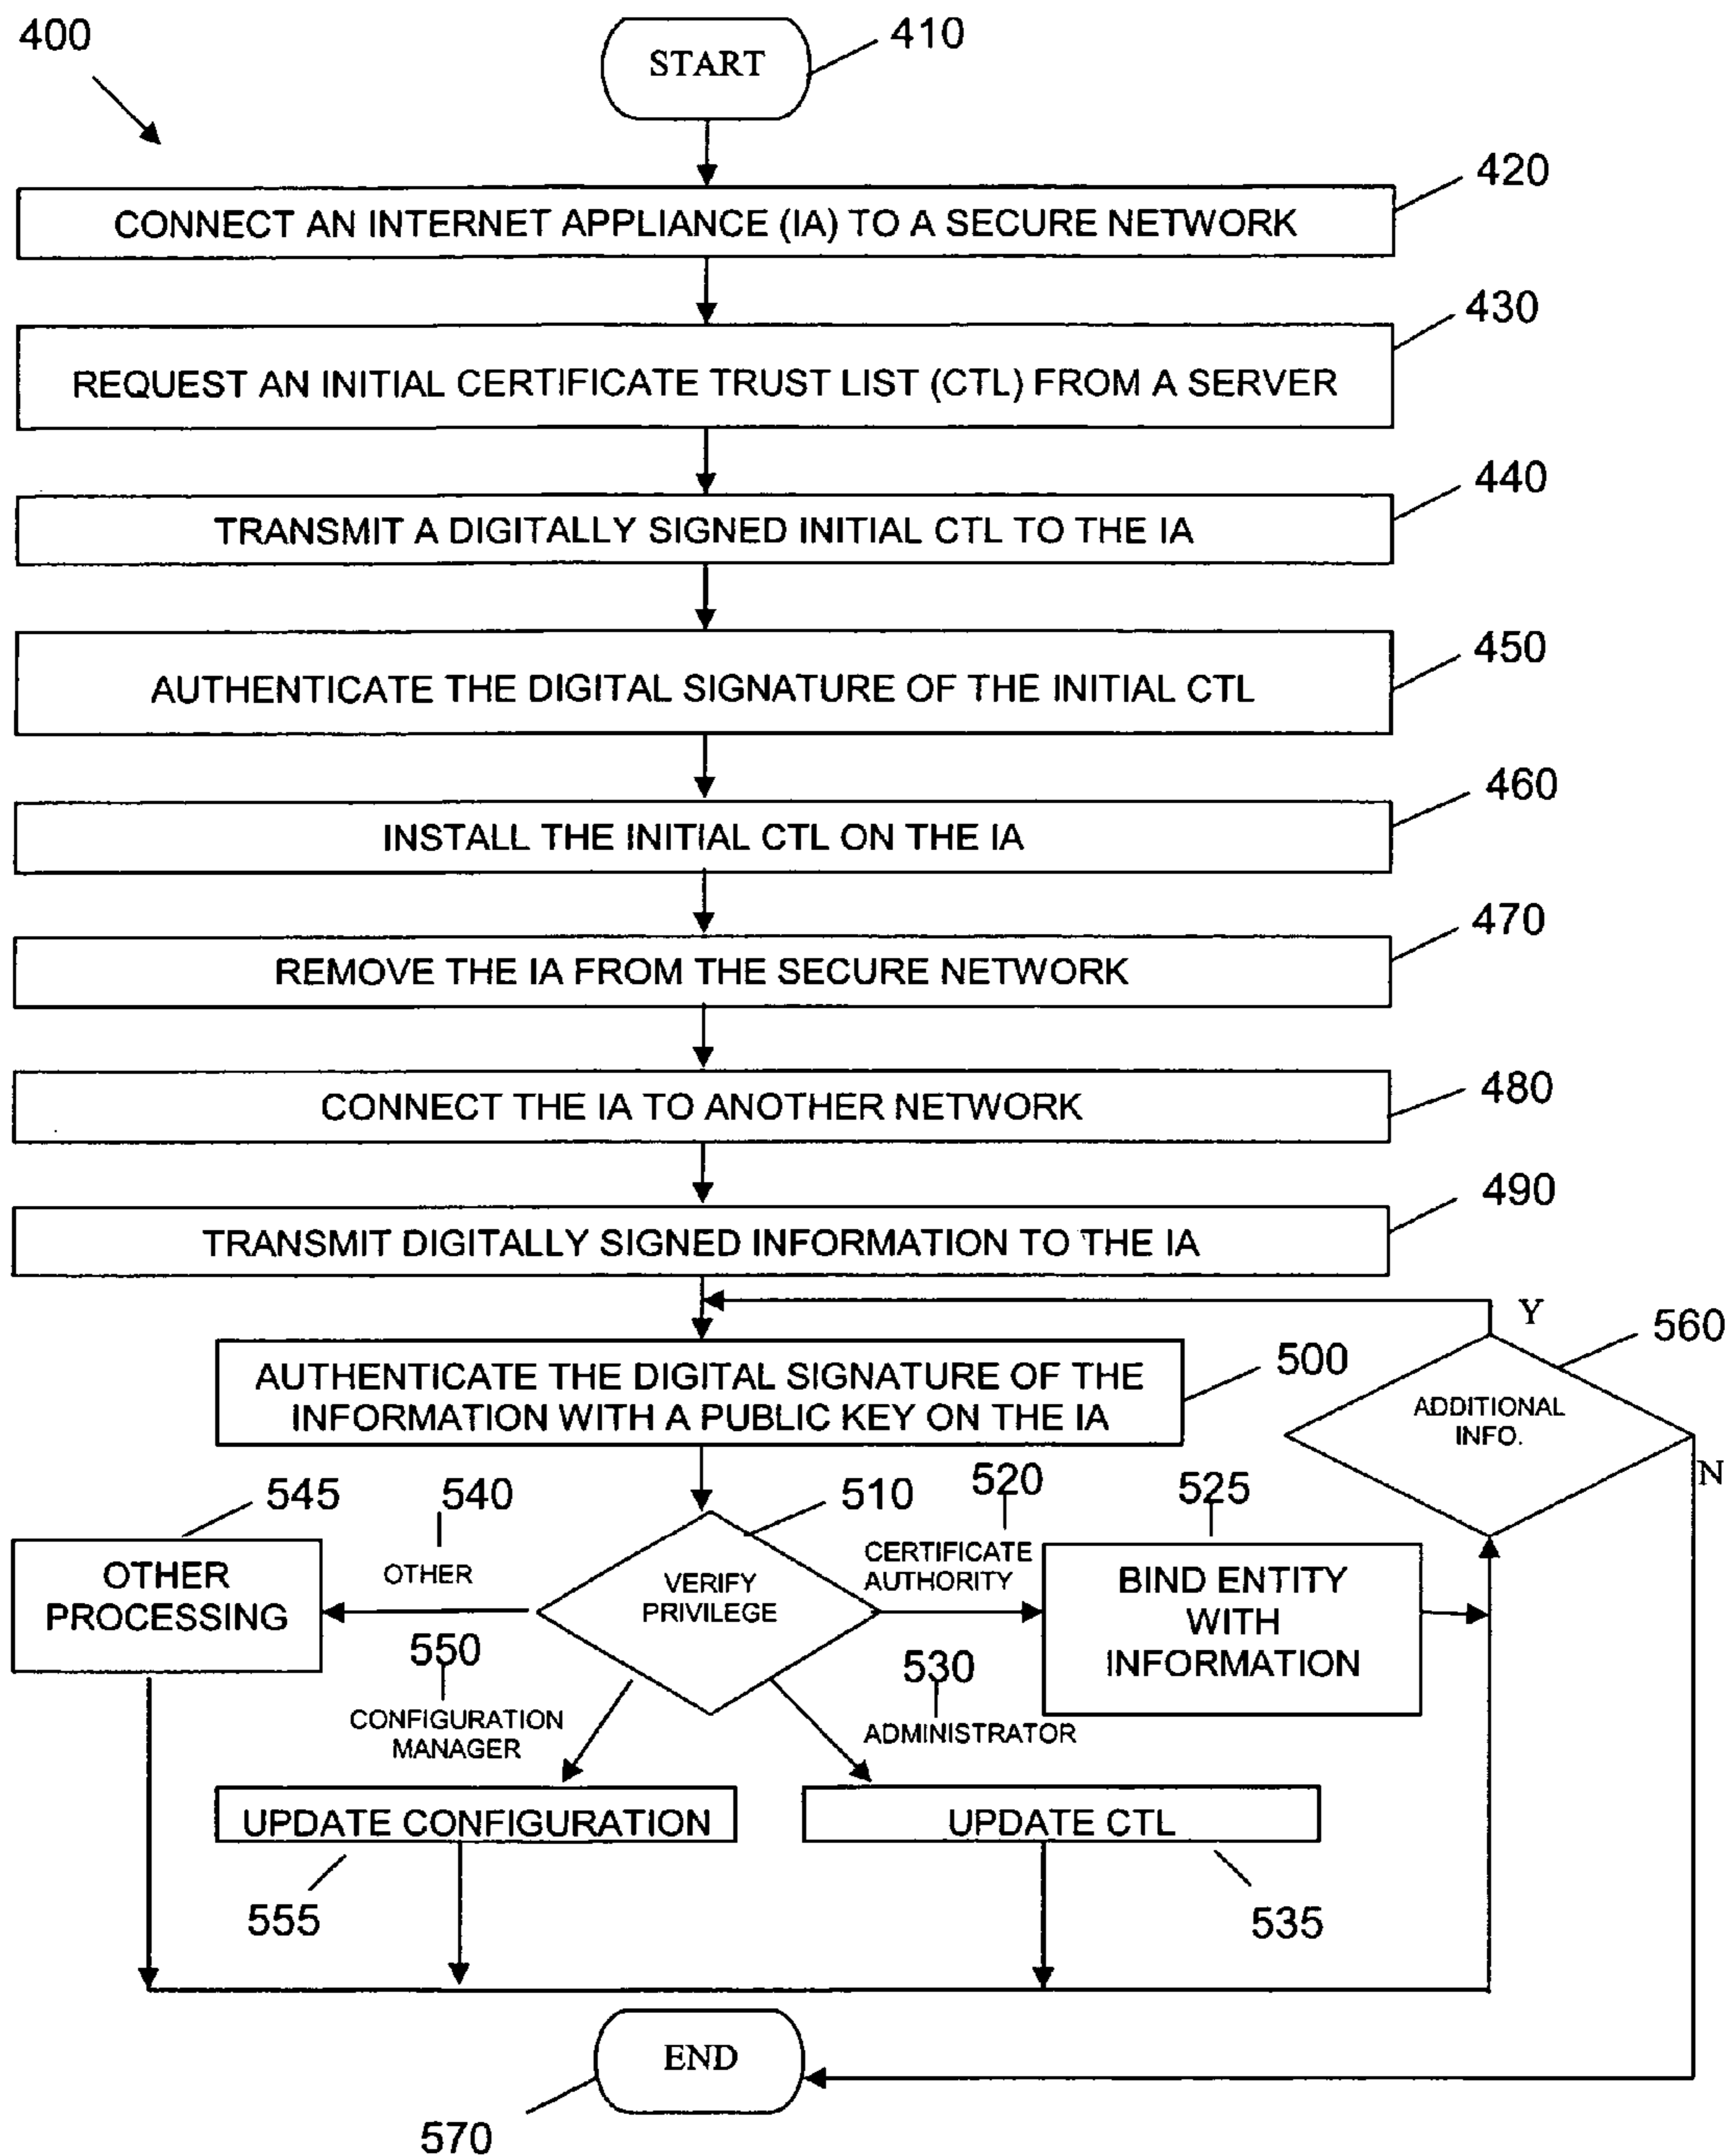 400
START
410
420
CONNECT AN INTERNET APPLIANCE (IA) TO A SECURE NETWORK
430
REQUEST AN INITIAL CERTIFICATE TRUST LIST (CTL) FROM A SERVER
440
TRANSMIT A DIGITALLY SIGNED INITIAL CTL TO THE IA
450
AUTHENTICATE THE DIGITAL SIGNATURE OF THE INITIAL CTL
460
INSTALL THE INITIAL CTL ON THE IA
470
REMOVE THE IA FROM THE SECURE NETWORK
480
CONNECT THE IA TO ANOTHER NETWORK
490
TRANSMIT DIGITALLY SIGNED INFORMATION TO THE IA
Y
560
500
AUTHENTICATE THE DIGITAL SIGNATURE OF THE
INFORMATION WITH A PUBLIC KEY ON THE IA
ADDITIONAL
INFO.
N
545
540
510
520
525
OTHER
PROCESSING
OTHER
VERIFY
PRIVILEGE
CERTIFICATE
AUTHORITY
BIND ENTITY
WITH
INFORMATION
550
CONFIGURATION
MANAGER
530
ADMINISTRATOR
UPDATE CONFIGURATION
UPDATE CTL
555
535
END
570